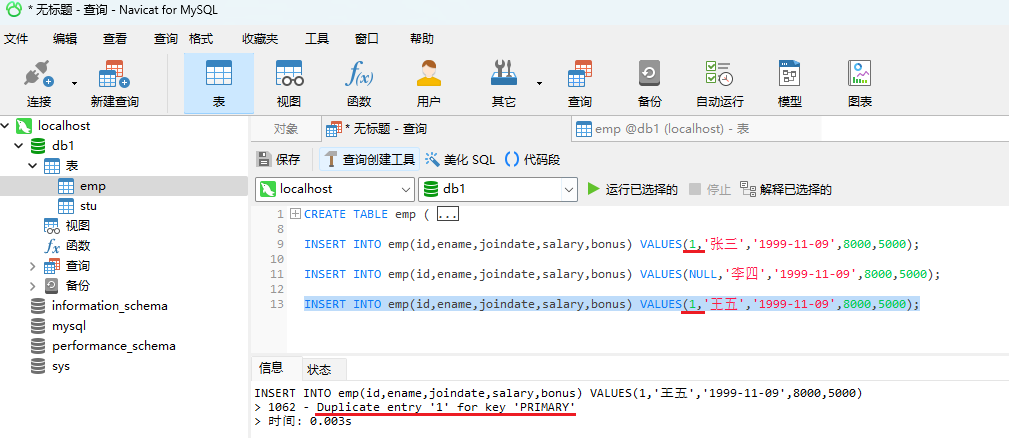 * 无标题 - 查询 - Navicat for MySQL
文件 编辑 查看 查询 格式 收藏夹 工具 窗口 帮助
连接 新建查询 表 视图 函数 用户 其它 查询 备份 自动运行 模型 图表
localhost
db1
表
emp
stu
视图
函数
查询
备份
information_schema
mysql
performance_schema
sys
对象 * 无标题 - 查询 emp @db1 (localhost) - 表
保存 查询创建工具 美化 SQL () 代码段
localhost db1 运行已选择的 停止 解释已选择的
1 CREATE TABLE emp ( ...
8
9 INSERT INTO emp(id,ename,joindate,salary,bonus) VALUES(1,'张三','1999-11-09',8000,5000);
10
11 INSERT INTO emp(id,ename,joindate,salary,bonus) VALUES(NULL,'李四','1999-11-09',8000,5000);
12
13 INSERT INTO emp(id,ename,joindate,salary,bonus) VALUES(1,'王五','1999-11-09',8000,5000);
信息 状态
INSERT INTO emp(id,ename,joindate,salary,bonus) VALUES(1,'王五','1999-11-09',8000,5000)
> 1062 - Duplicate entry '1' for key 'PRIMARY'
> 时间: 0.003s